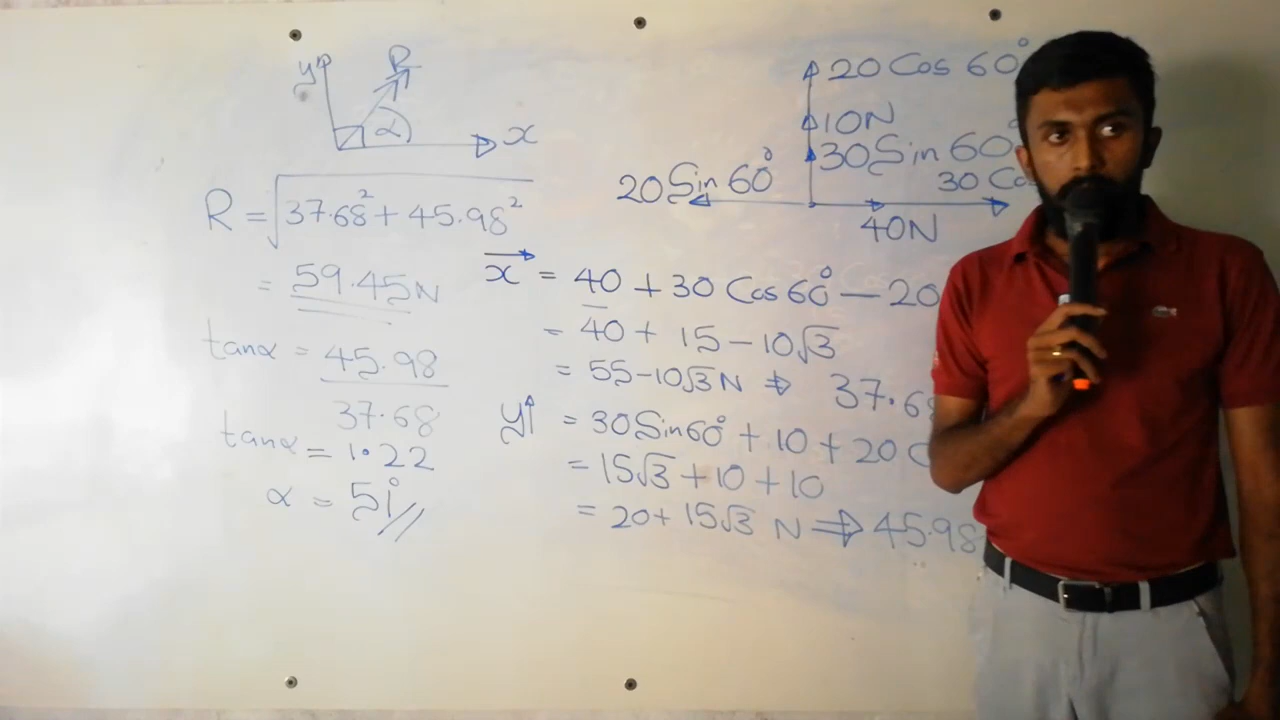 y R
α x
R = √37.68² + 45.98²
= 59.45N
tanα = 45.98
37.68
tanα = 1.22
α = 51°
20 Cos 60°
10N
30 Sin 60°
20 Sin 60° 30 Co
40N
x = 40 + 30 Cos 60° – 20
= 40 + 15 – 10√3
= 55 – 10√3 N ⇒ 37.68
y↑ = 30 Sin 60° + 10 + 20 C
= 15√3 + 10 + 10
= 20 + 15√3 N ⇒ 45.98